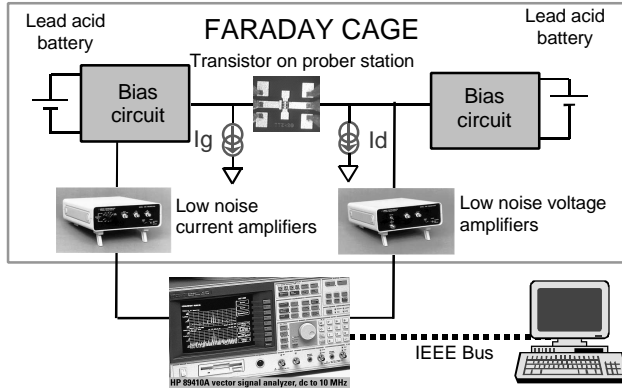 FARADAY CAGE
Lead acid
battery
Transistor on prober station
Lead acid
battery
Bias
circuit
Ig
Id
Bias
circuit
Low noise
current amplifiers
Low noise voltage
amplifiers
IEEE Bus
HP 89410A vector signal analyzer, dc to 10 MHz